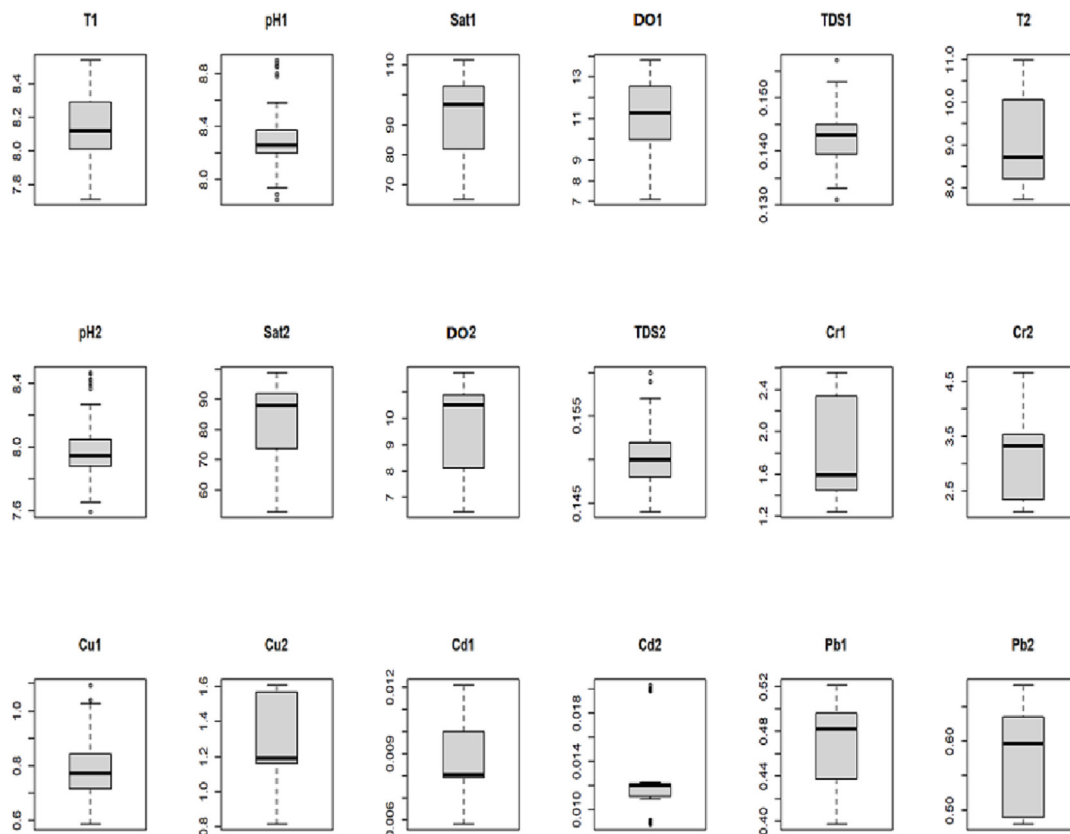 T1 pH1 Sat1 DO1 TDS1 T2
7.8 8.0 8.2 8.4
8.0 8.4 8.8
70 80 90 110
7 8 9 11 13
0.130 0.140 0.150
8.0 9.0 10.0 11.0
pH2 Sat2 DO2 TDS2 Cr1 Cr2
7.6 8.0 8.4
60 70 80 90
7 8 9 10
0.145 0.155
1.2 1.6 2.0 2.4
2.5 3.5 4.5
Cu1 Cu2 Cd1 Cd2 Pb1 Pb2
0.6 0.8 1.0
0.8 1.0 1.2 1.4 1.6
0.006 0.009 0.012
0.010 0.014 0.018
0.40 0.44 0.48 0.52
0.50 0.60